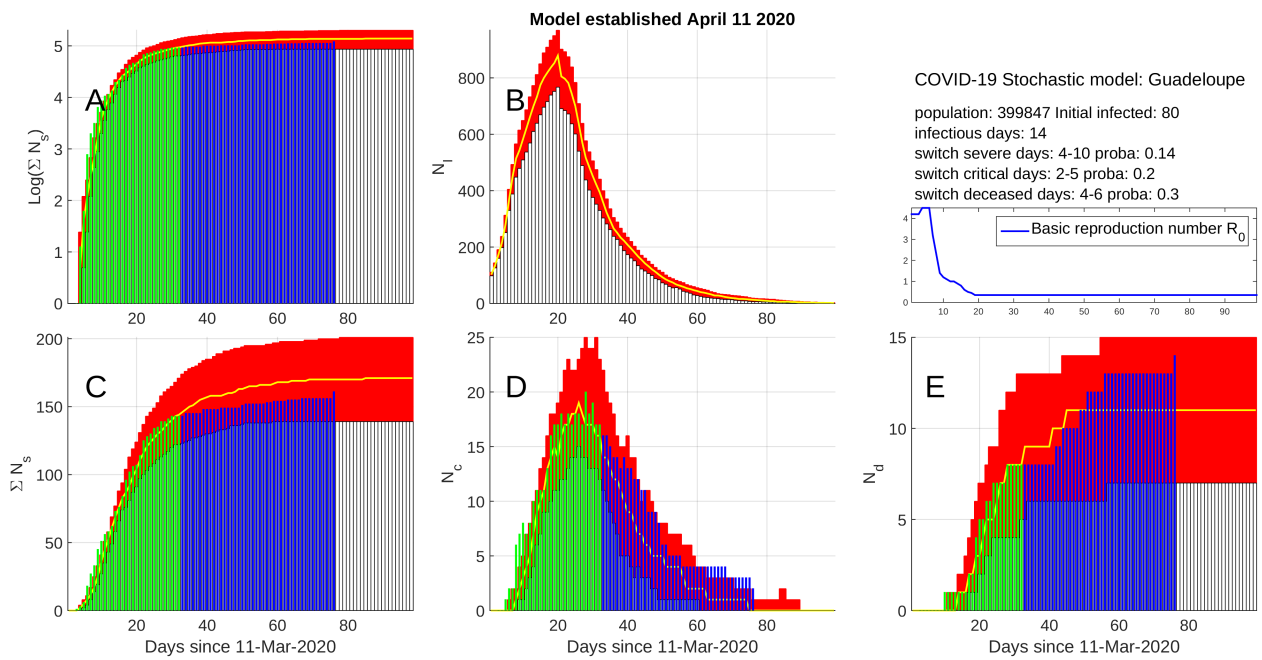 Model established April 11 2020
A
Log(Σ Ns)
5
4
3
2
1
0
20 40 60 80
B
NI
800
600
400
200
0
20 40 60 80
COVID-19 Stochastic model: Guadeloupe
population: 399847 Initial infected: 80
infectious days: 14
switch severe days: 4-10 proba: 0.14
switch critical days: 2-5 proba: 0.2
switch deceased days: 4-6 proba: 0.3
Basic reproduction number R0
4
3
2
1
0
10 20 30 40 50 60 70 80 90
C
Σ Ns
200
150
100
50
0
20 40 60 80
Days since 11-Mar-2020
D
Nc
25
20
15
10
5
0
20 40 60 80
Days since 11-Mar-2020
E
Nd
15
10
5
0
20 40 60 80
Days since 11-Mar-2020